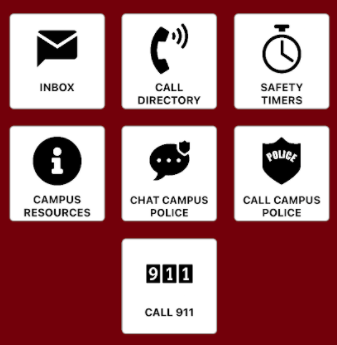 INBOX
CALL
DIRECTORY
SAFETY
TIMERS
CAMPUS
RESOURCES
POLICE
CHAT CAMPUS
POLICE
CALL CAMPUS
POLICE
911
CALL 911